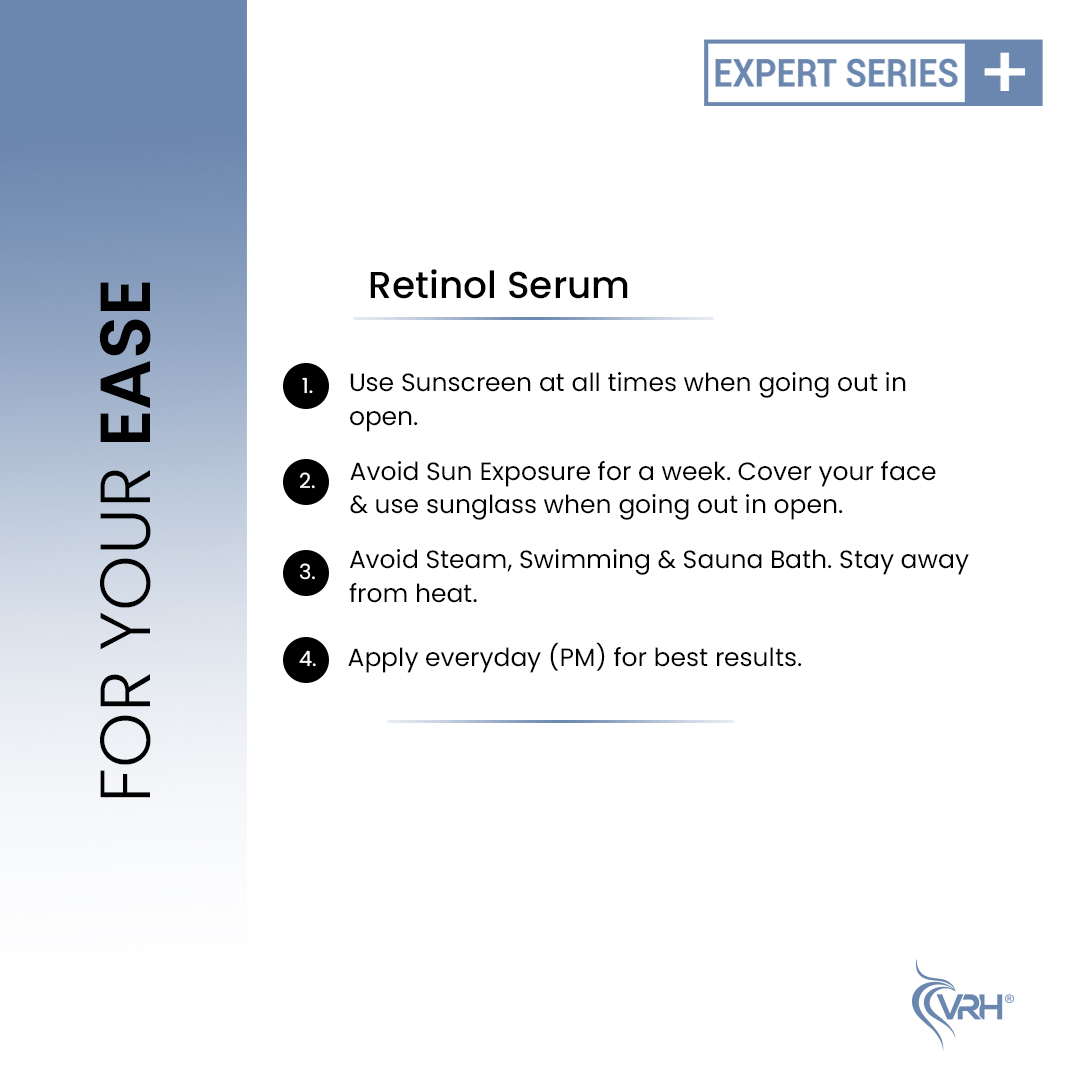 EXPERT SERIES +
FOR YOUR EASE
Retinol Serum
1. Use Sunscreen at all times when going out in
open.
2. Avoid Sun Exposure for a week. Cover your face
& use sunglass when going out in open.
3. Avoid Steam, Swimming & Sauna Bath. Stay away
from heat.
4. Apply everyday (PM) for best results.
VRH®